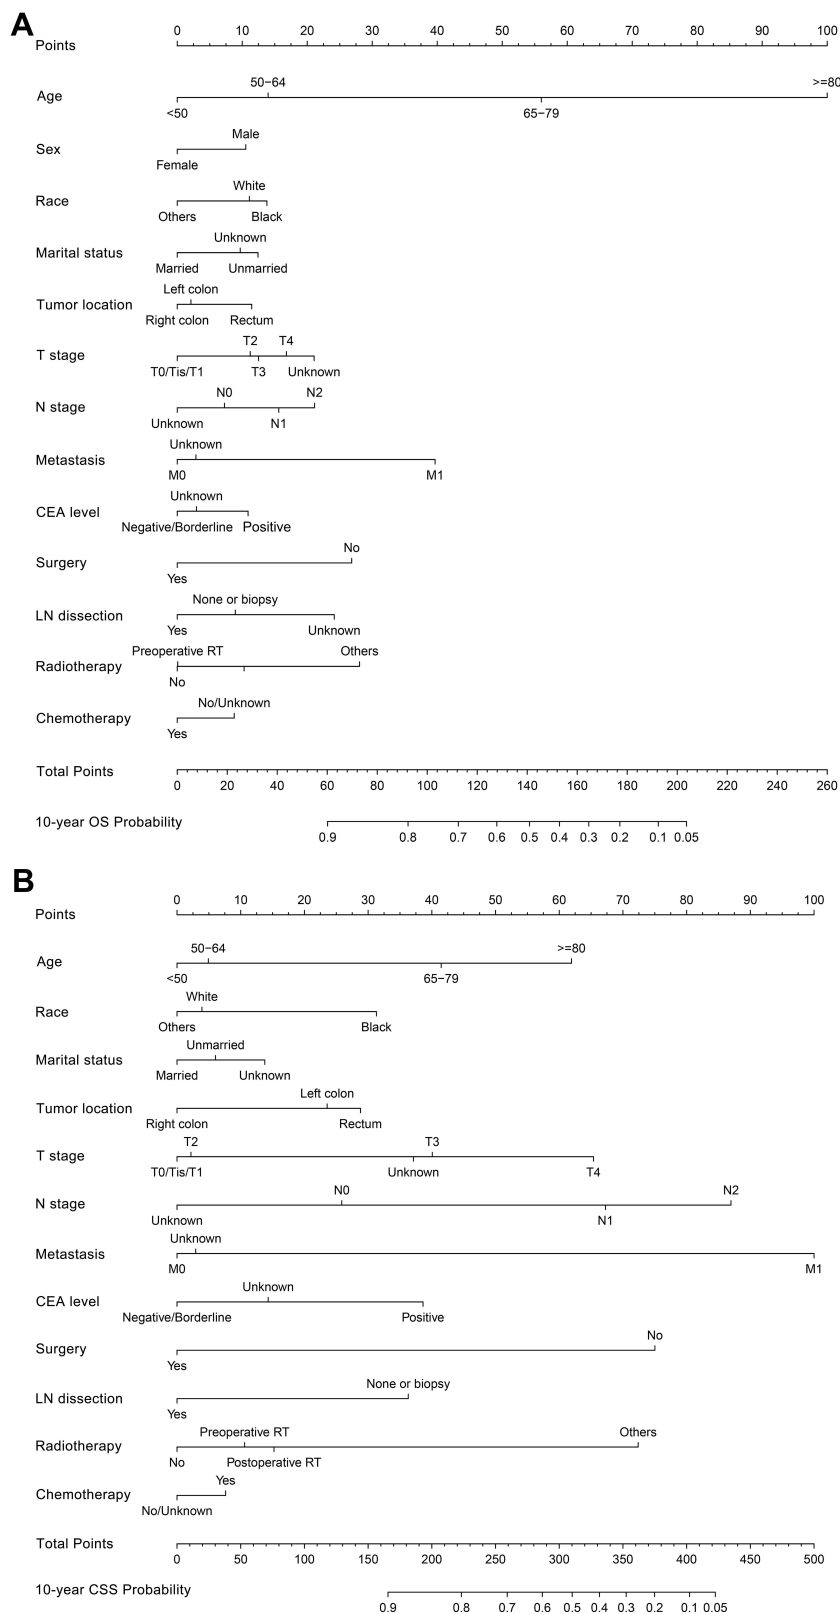 A
0 10 20 30 40 50 60 70 80 90 100
Points
50−64 >=80
Age
<50 65−79
Male
Sex
Female
White
Race
Others Black
Unknown
Marital status
Married Unmarried
Left colon
Tumor location
Right colon Rectum
T2 T4
T stage
T0/Tis/T1 T3 Unknown
N0 N2
N stage
Unknown N1
Unknown
Metastasis
M0 M1
Unknown
CEA level
Negative/Borderline Positive
No
Surgery
Yes
None or biopsy
LN dissection
Yes Unknown
Preoperative RT Others
Radiotherapy
No
No/Unknown
Chemotherapy
Yes
Total Points
0 20 40 60 80 100 120 140 160 180 200 220 240 260
10-year OS Probability
0.9 0.8 0.7 0.6 0.5 0.4 0.3 0.2 0.1 0.05
B
0 10 20 30 40 50 60 70 80 90 100
Points
50−64 >=80
Age
<50 65−79
White
Race
Others Black
Unmarried
Marital status
Married Unknown
Left colon
Tumor location
Right colon Rectum
T2 T3
T stage
T0/Tis/T1 Unknown T4
N0 N2
N stage
Unknown N1
Unknown
Metastasis
M0 M1
Unknown
CEA level
Negative/Borderline Positive
No
Surgery
Yes
None or biopsy
LN dissection
Yes
Preoperative RT Others
Radiotherapy
No Postoperative RT
Yes
Chemotherapy
No/Unknown
Total Points
0 50 100 150 200 250 300 350 400 450 500
10-year CSS Probability
0.9 0.8 0.7 0.6 0.5 0.4 0.3 0.2 0.1 0.05